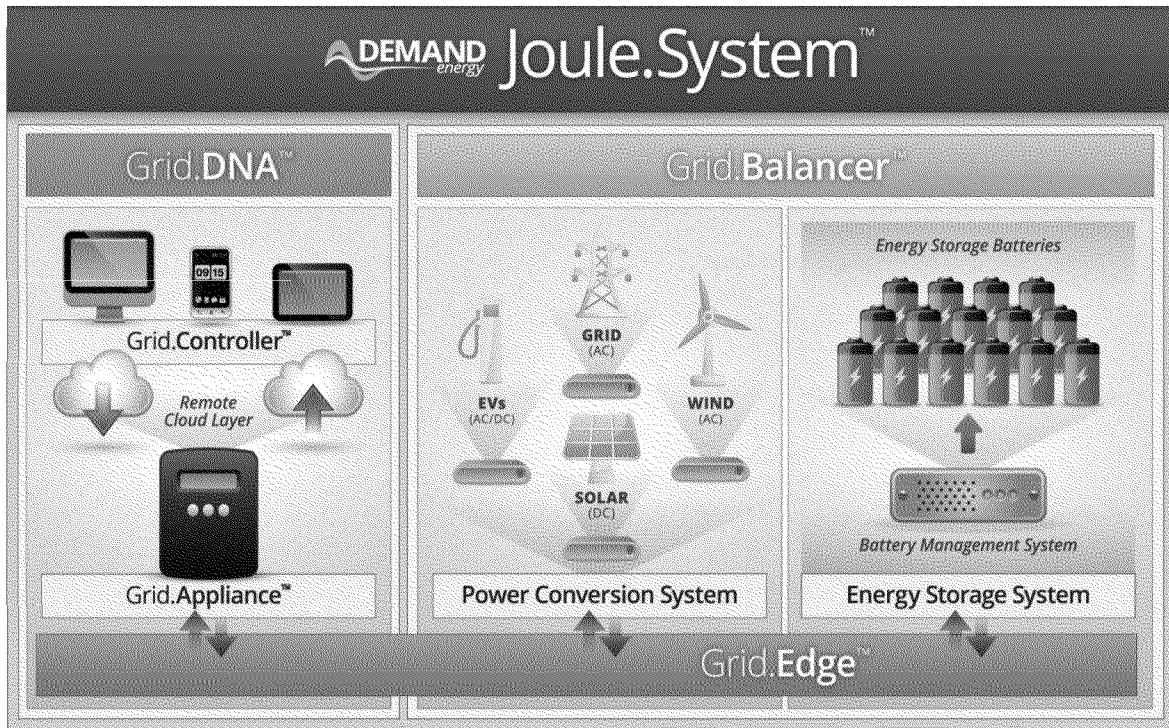 DEMAND
energy
Joule.System™
Grid.DNA™
Grid.Balancer™
09 15
Grid.Controller™
Remote
Cloud Layer
Grid.Appliance™
GRID
(AC)
EVs
(AC/DC)
WIND
(AC)
SOLAR
(DC)
Power Conversion System
Energy Storage Batteries
Battery Management System
Energy Storage System
Grid.Edge™